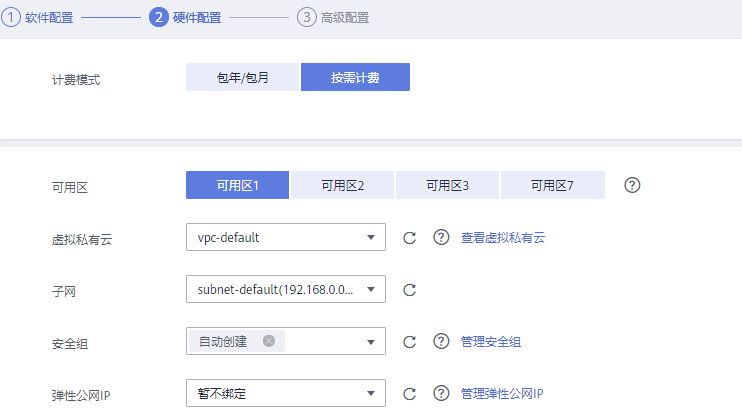 1 软件配置 2 硬件配置 3 高级配置
计费模式 包年/包月 按需计费
可用区 可用区1 可用区2 可用区3 可用区7 ?
虚拟私有云 vpc-default ? 查看虚拟私有云
子网 subnet-default(192.168.0.0...
安全组 自动创建 ? 管理安全组
弹性公网IP 暂不绑定 ? 管理弹性公网IP